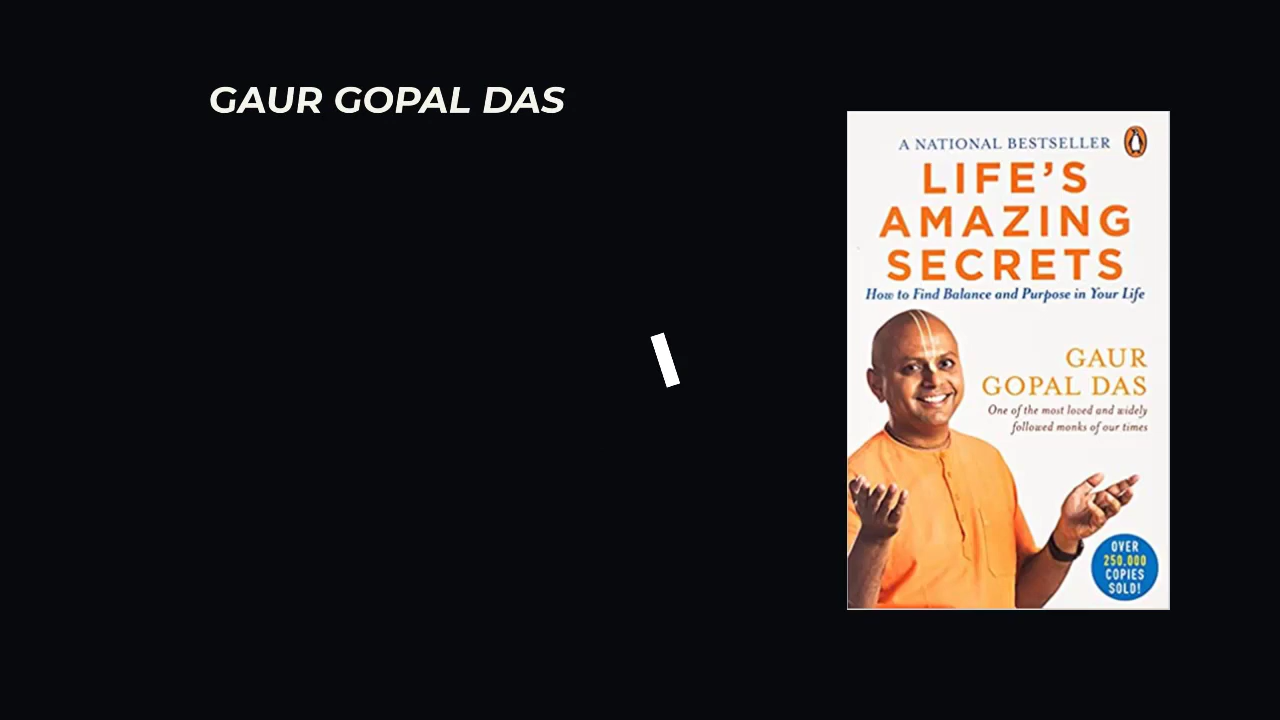 GAUR GOPAL DAS
A NATIONAL BESTSELLER
LIFE'S
AMAZING
SECRETS
How to Find Balance and Purpose in Your Life
GAUR
GOPAL DAS
One of the most loved and widely
followed monks of our times
OVER
250,000
COPIES
SOLD!